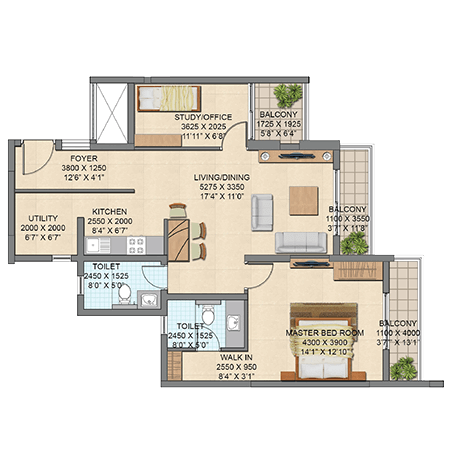 STUDY/OFFICE
3625 X 2025
11'11" X 6'8"
BALCONY
1725 X 1925
5'8" X 6'4"
FOYER
3800 X 1250
12'6" X 4'1"
LIVING/DINING
5275 X 3350
17'4" X 11'0"
BALCONY
1100 X 3550
3'7" X 11'8"
UTILITY
2000 X 2000
6'7" X 6'7"
KITCHEN
2550 X 2000
8'4" X 6'7"
TOILET
2450 X 1525
8'0" X 5'0"
TOILET
2450 X 1525
8'0" X 5'0"
MASTER BED ROOM
4300 X 3900
14'1" X 12'10"
BALCONY
1100 X 4000
3'7" X 13'1"
WALK IN
2550 X 950
8'4" X 3'1"